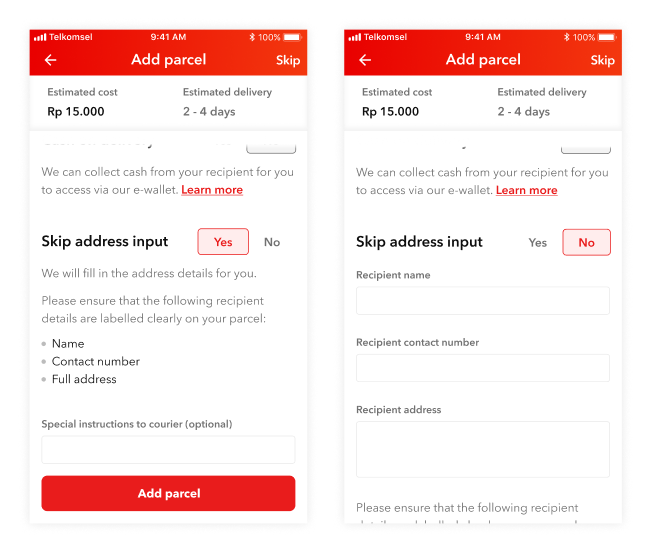 Telkomsel 9:41 AM 100%
Add parcel Skip
Estimated cost Estimated delivery
Rp 15.000 2 - 4 days
We can collect cash from your recipient for you
to access via our e-wallet. Learn more
Skip address input Yes No
We will fill in the address details for you.
Please ensure that the following recipient
details are labelled clearly on your parcel:
Name
Contact number
Full address
Special instructions to courier (optional)
Add parcel
Telkomsel 9:41 AM 100%
Add parcel Skip
Estimated cost Estimated delivery
Rp 15.000 2 - 4 days
We can collect cash from your recipient for you
to access via our e-wallet. Learn more
Skip address input Yes No
Recipient name
Recipient contact number
Recipient address
Please ensure that the following recipient